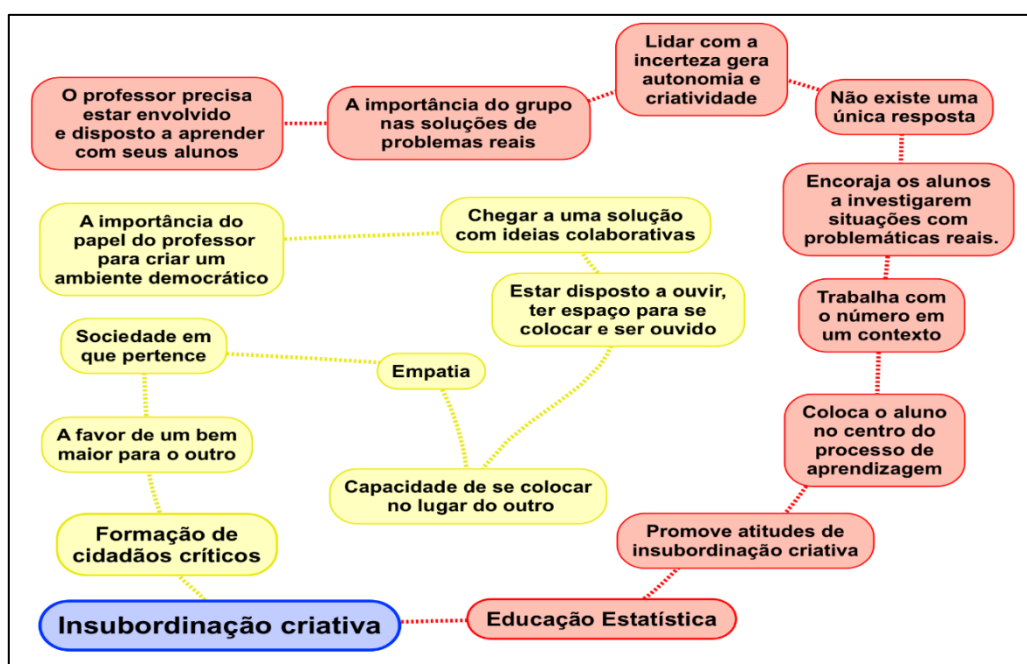 Lidar com a
incerteza gera
autonomia e
criatividade
O professor precisa
estar envolvido
e disposto a aprender
com seus alunos
A importância do grupo
nas soluções de
problemas reais
Não existe uma
única resposta
Encoraja os alunos
a investigarem
situações com
problemáticas reais.
A importância do
papel do professor
para criar um
ambiente democrático
Chegar a uma solução
com ideias colaborativas
Estar disposto a ouvir,
ter espaço para se
colocar e ser ouvido
Trabalha com
o número em
um contexto
Sociedade em
que pertence
Empatia
A favor de um bem
maior para o outro
Coloca o aluno
no centro do
processo de
aprendizagem
Capacidade de se colocar
no lugar do outro
Formação de
cidadãos críticos
Promove atitudes de
insubordinação criativa
Insubordinação criativa
Educação Estatística